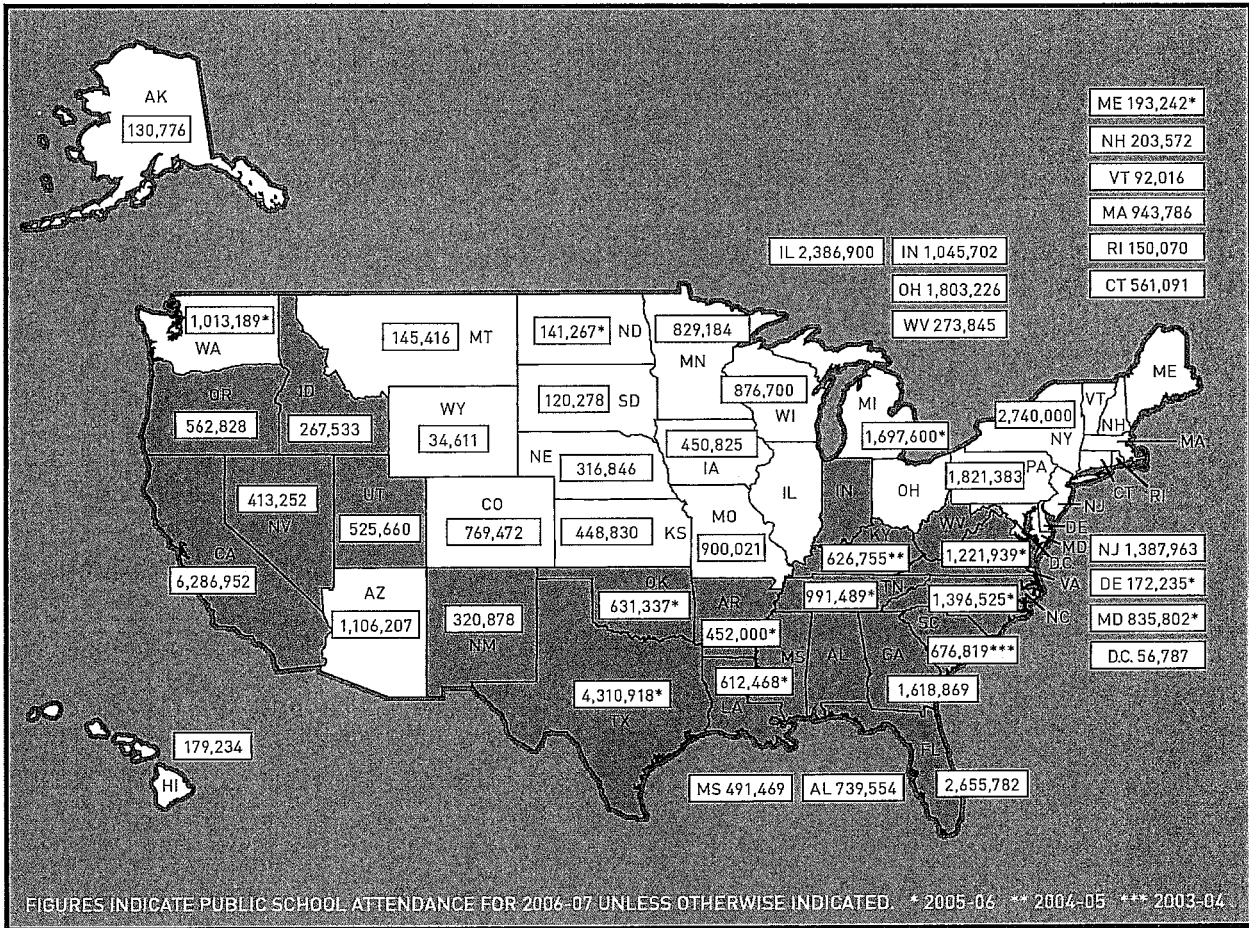 AK
130,776
ME 193,242*
NH 203,572
VT 92,016
MA 943,786
RI 150,070
CT 561,091
IL 2,386,900
IN 1,045,702
OH 1,803,226
WV 273,845
1,013,189*
WA
145,416 MT
141,267* ND
829,184
MN
OR
562,828
ID
267,533
WY
34,611
120,278 SD
876,700
WI
MI
1,697,600*
2,740,000
NY
VT
NH
ME
MA
RI
CT
NE
316,846
450,825
IA
IL
IN
OH
1,821,383
PA
NJ
DE
MD
D.C.
413,252
NV
UT
525,660
CO
769,472
448,830 KS
MO
900,021
KY
626,755**
WV
1,221,939*
VA
NJ 1,387,963
DE 172,235*
MD 835,802*
D.C. 56,787
CA
6,286,952
AZ
1,106,207
320,878
NM
OK
631,337*
AR
452,000*
991,489* TN
1,396,525*
NC
SC
676,819***
4,310,918*
TX
612,468*
LA
MS
AL
GA
1,618,869
FL
2,655,782
MS 491,469
AL 739,554
179,234
HI
FIGURES INDICATE PUBLIC SCHOOL ATTENDANCE FOR 2006-07 UNLESS OTHERWISE INDICATED. * 2005-06 ** 2004-05 *** 2003-04